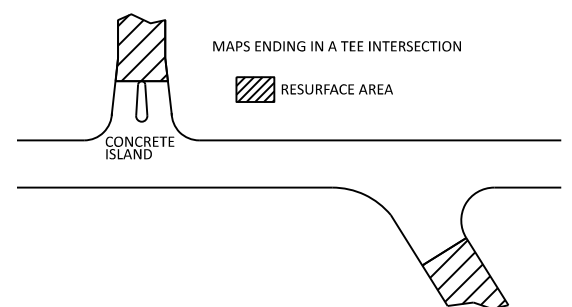 MAPS ENDING IN A TEE INTERSECTION
RESURFACE AREA
CONCRETE
ISLAND